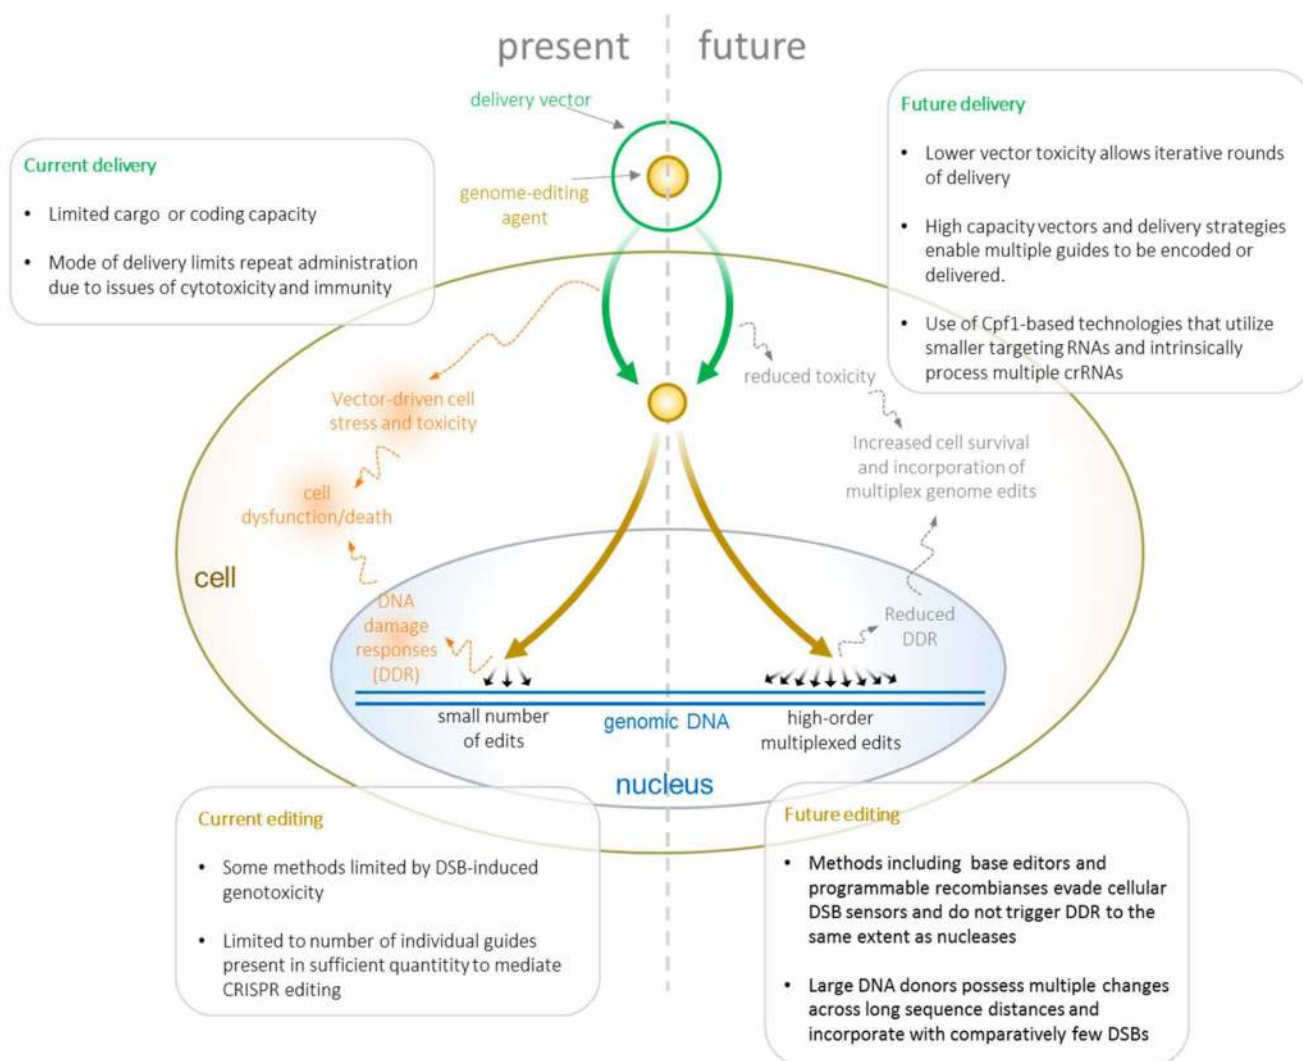 present
future
delivery vector
genome-editing
agent
Current delivery
• Limited cargo or coding capacity
• Mode of delivery limits repeat administration
due to issues of cytotoxicity and immunity
Future delivery
• Lower vector toxicity allows iterative rounds
of delivery
• High capacity vectors and delivery strategies
enable multiple guides to be encoded or
delivered.
• Use of Cpf1-based technologies that utilize
smaller targeting RNAs and intrinsically
process multiple crRNAs
Vector-driven cell
stress and toxicity
cell
dysfunction/death
reduced toxicity
Increased cell survival
and incorporation of
multiplex genome edits
cell
DNA
damage
responses
(DDR)
Reduced
DDR
small number
of edits
genomic DNA
high-order
multiplexed edits
nucleus
Current editing
• Some methods limited by DSB-induced
genotoxicity
• Limited to number of individual guides
present in sufficient quantitity to mediate
CRISPR editing
Future editing
• Methods including base editors and
programmable recombianses evade cellular
DSB sensors and do not trigger DDR to the
same extent as nucleases
• Large DNA donors possess multiple changes
across long sequence distances and
incorporate with comparatively few DSBs